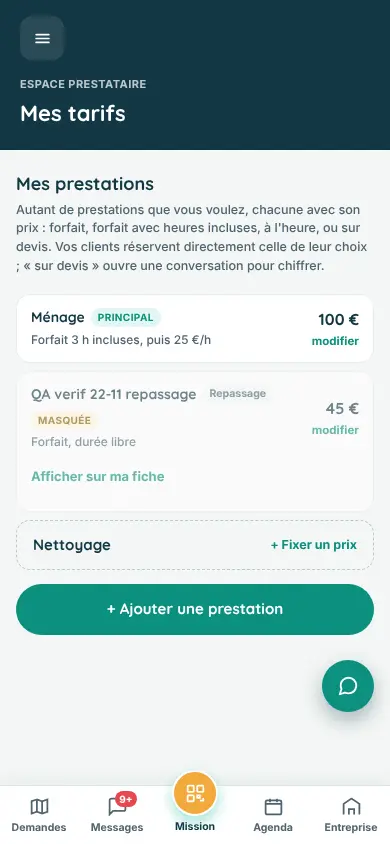 ESPACE PRESTATAIRE
Mes tarifs
Mes prestations
Autant de prestations que vous voulez, chacune avec son
prix : forfait, forfait avec heures incluses, à l'heure, ou sur
devis. Vos clients réservent directement celle de leur choix
; « sur devis » ouvre une conversation pour chiffrer.
Ménage PRINCIPAL 100 €
Forfait 3 h incluses, puis 25 €/h modifier
QA verif 22-11 repassage Repassage
MASQUÉE 45 €
Forfait, durée libre modifier
Afficher sur ma fiche
Nettoyage + Fixer un prix
+ Ajouter une prestation
9+
Demandes Messages Mission Agenda Entreprise